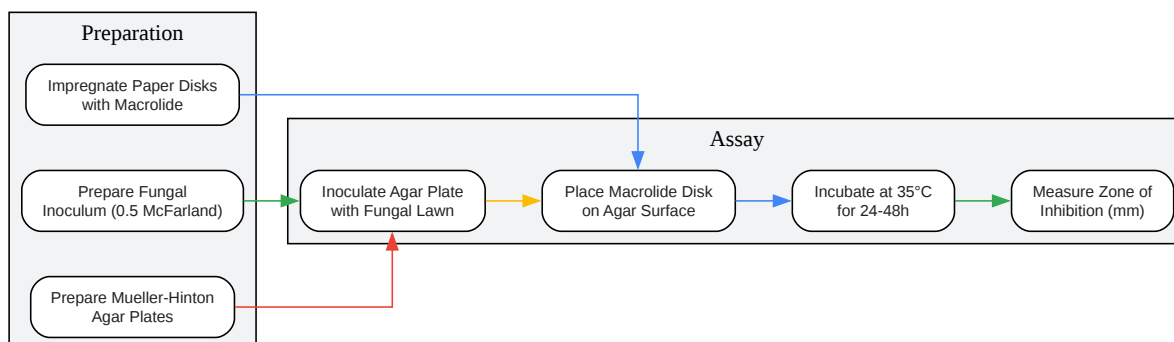 Preparation
Impregnate Paper Disks
with Macrolide
Prepare Fungal
Inoculum (0.5 McFarland)
Prepare Mueller-Hinton
Agar Plates
Assay
Inoculate Agar Plate
with Fungal Lawn
Place Macrolide Disk
on Agar Surface
Incubate at 35°C
for 24-48h
Measure Zone of
Inhibition (mm)